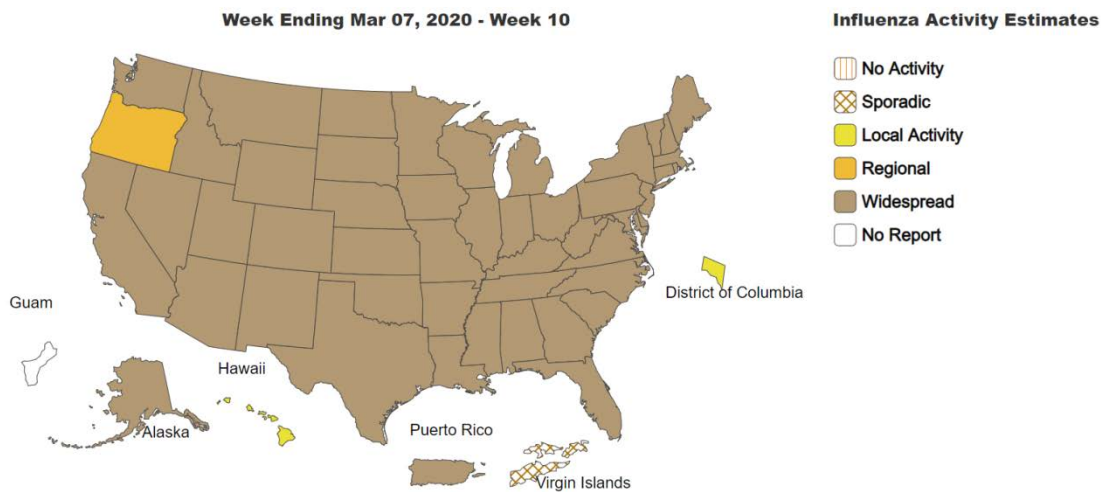 Week Ending Mar 07, 2020 - Week 10
Influenza Activity Estimates
No Activity
Sporadic
Local Activity
Regional
Widespread
No Report
District of Columbia
Guam
Hawaii
Alaska
Puerto Rico
Virgin Islands